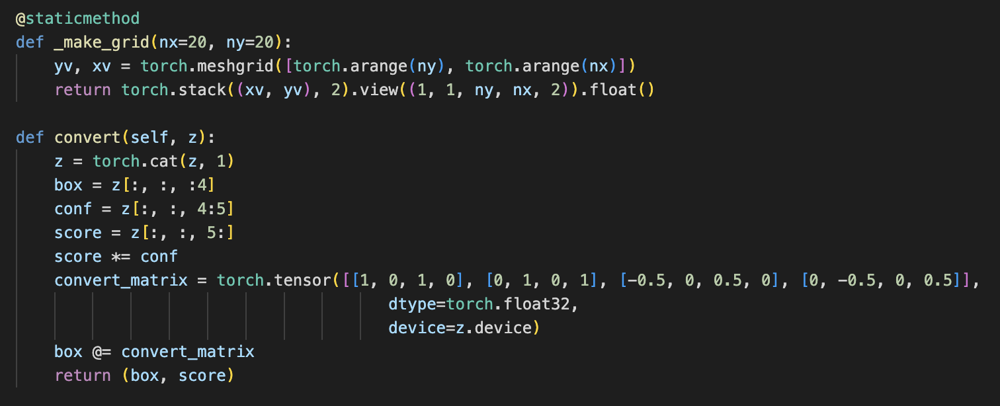 @staticmethod
def _make_grid(nx=20, ny=20):
    yv, xv = torch.meshgrid([torch.arange(ny), torch.arange(nx)])
    return torch.stack((xv, yv), 2).view((1, 1, ny, nx, 2)).float()

def convert(self, z):
    z = torch.cat(z, 1)
    box = z[:, :, :4]
    conf = z[:, :, 4:5]
    score = z[:, :, 5:]
    score *= conf
    convert_matrix = torch.tensor([[1, 0, 1, 0], [0, 1, 0, 1], [-0.5, 0, 0.5, 0], [0, -0.5, 0, 0.5]],
                                   dtype=torch.float32,
                                   device=z.device)
    box @= convert_matrix
    return (box, score)